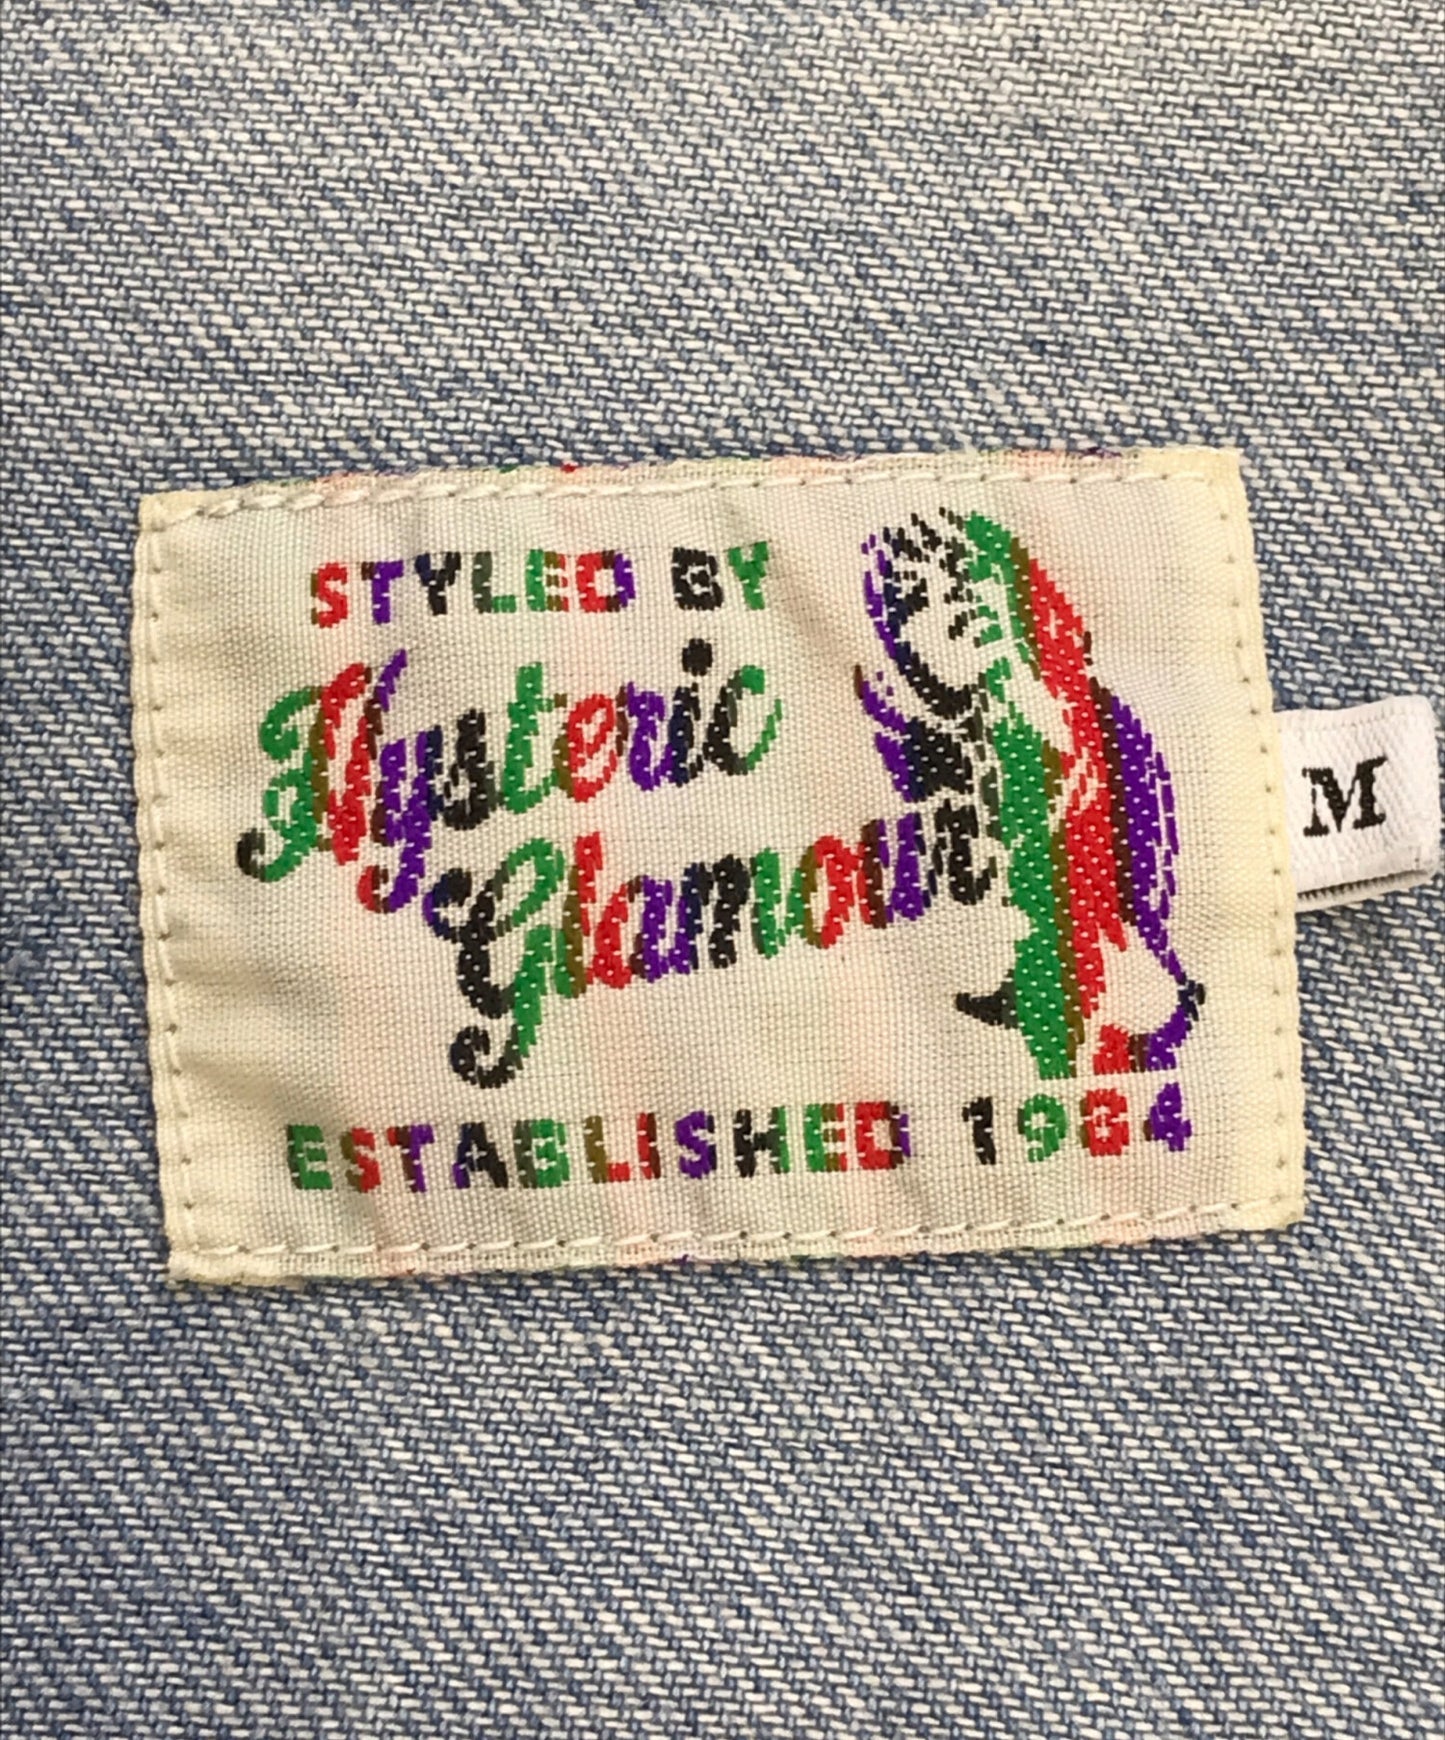 STYLED BY
Hysteric
Glamour
ESTABLISHED 1984
M